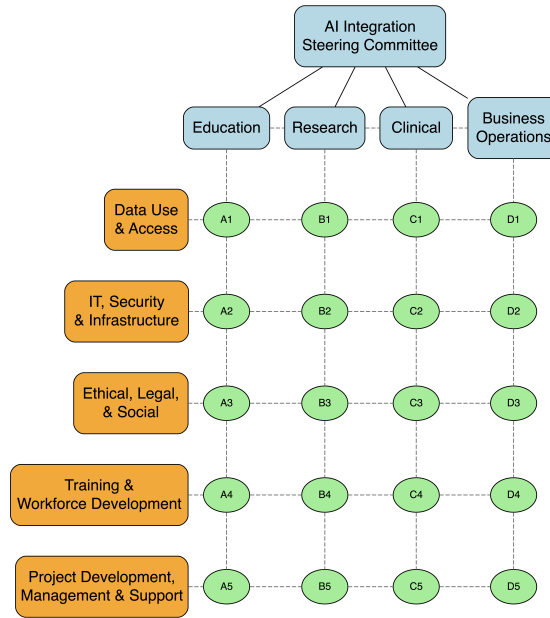 AI Integration
Steering Committee
Education
Research
Clinical
Business
Operations
Data Use
& Access
A1
B1
C1
D1
IT, Security
& Infrastructure
A2
B2
C2
D2
Ethical, Legal,
& Social
A3
B3
C3
D3
Training &
Workforce Development
A4
B4
C4
D4
Project Development,
Management & Support
A5
B5
C5
D5